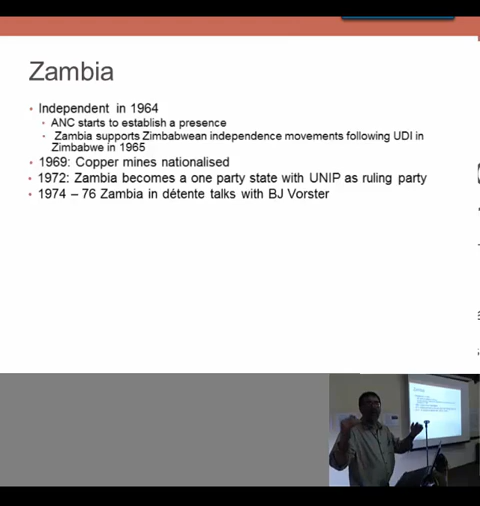 Zambia
• Independent in 1964
• ANC starts to establish a presence
• Zambia supports Zimbabwean independence movements following UDI in
Zimbabwe in 1965
• 1969: Copper mines nationalised
• 1972: Zambia becomes a one party state with UNIP as ruling party
• 1974 – 76 Zambia in détente talks with BJ Vorster
Zambia